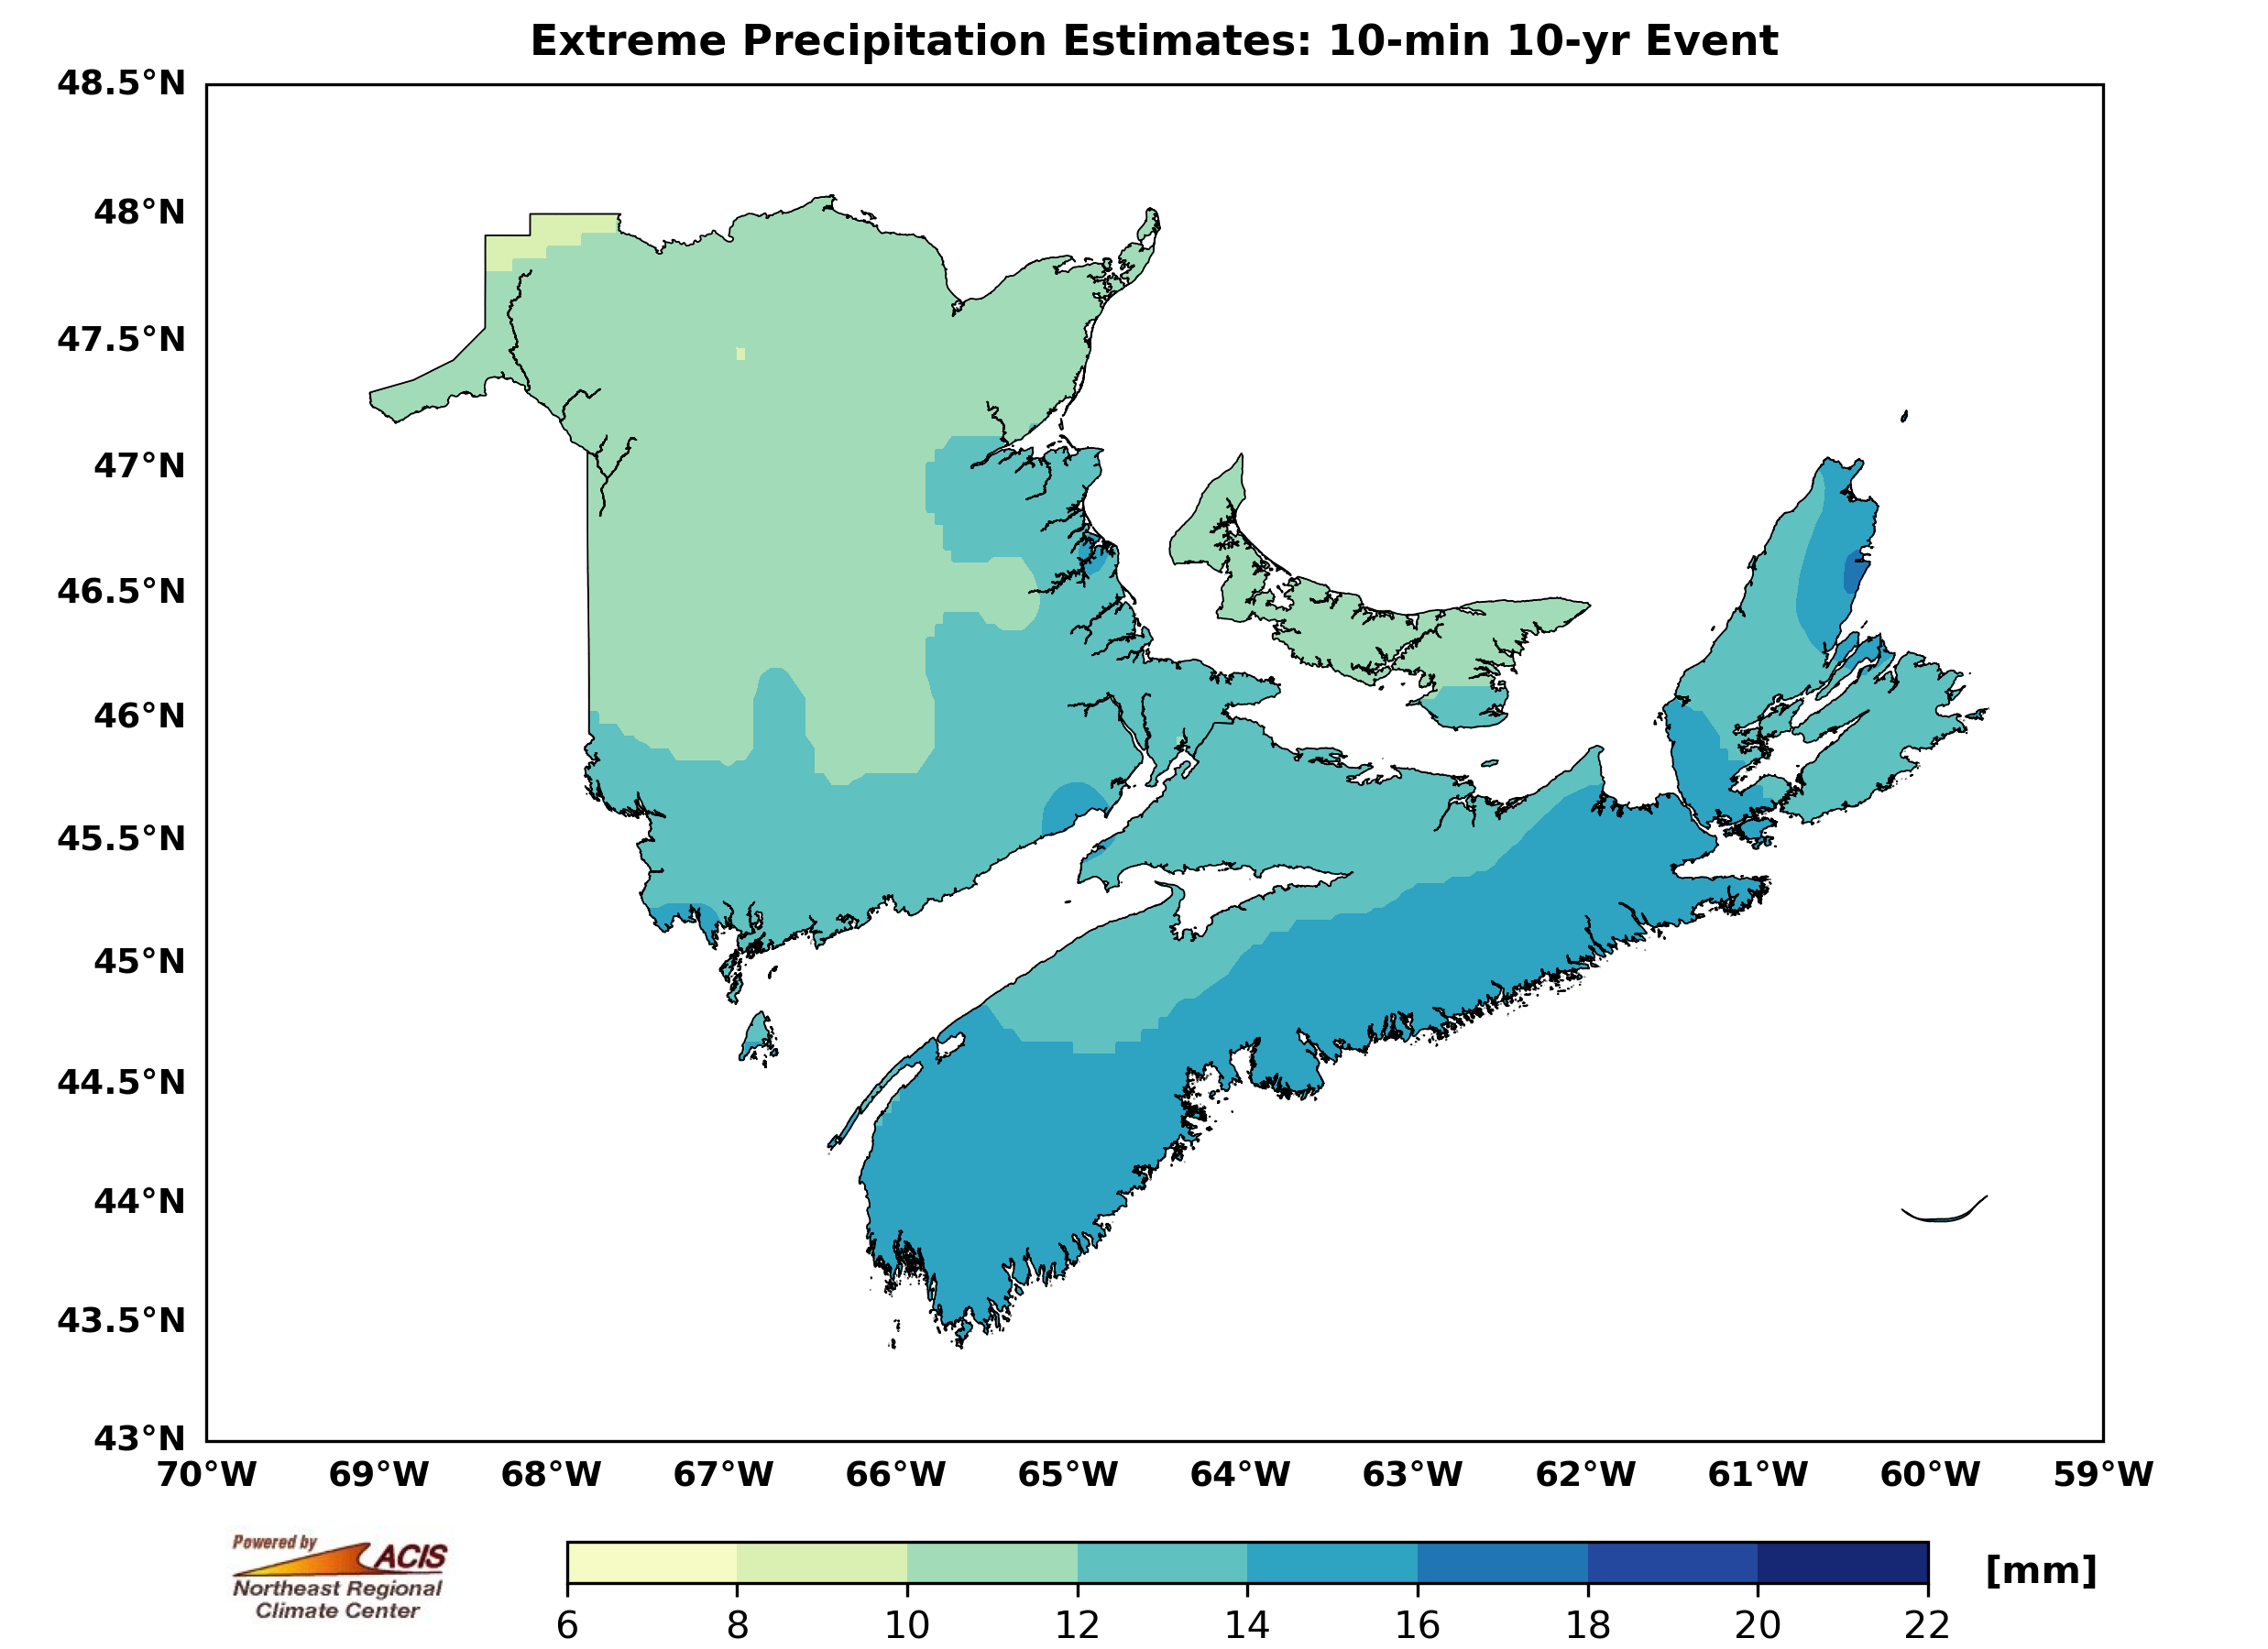 Extreme Precipitation Estimates: 10-min 10-yr Event
48.5°N
48°N
47.5°N
47°N
46.5°N
46°N
45.5°N
45°N
44.5°N
44°N
43.5°N
43°N
70°W 69°W 68°W 67°W 66°W 65°W 64°W 63°W 62°W 61°W 60°W 59°W
Powered by
ACIS
Northeast Regional
Climate Center
[mm]
6 8 10 12 14 16 18 20 22